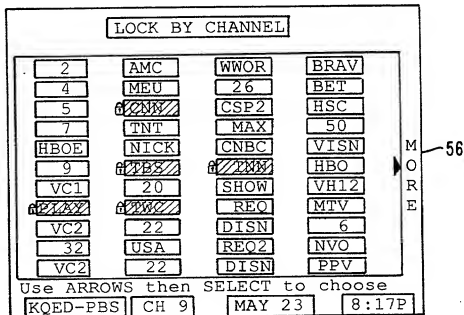 LOCK BY CHANNEL
2 AMC WWOR BRAV
4 MEU 26 BET
5 CNN CSP2 HSC
7 TNT MAX 50
HBOE NICK CNBC VISN
9 TBS TNN HBO
VC1 20 SHOW VH12
PLAY TWC REQ MTV
VC2 22 DISN 6
32 USA REQ2 NVO
VC2 22 DISN PPV
MORE
56
Use ARROWS then SELECT to choose
KQED-PBS CH 9 MAY 23 8:17P